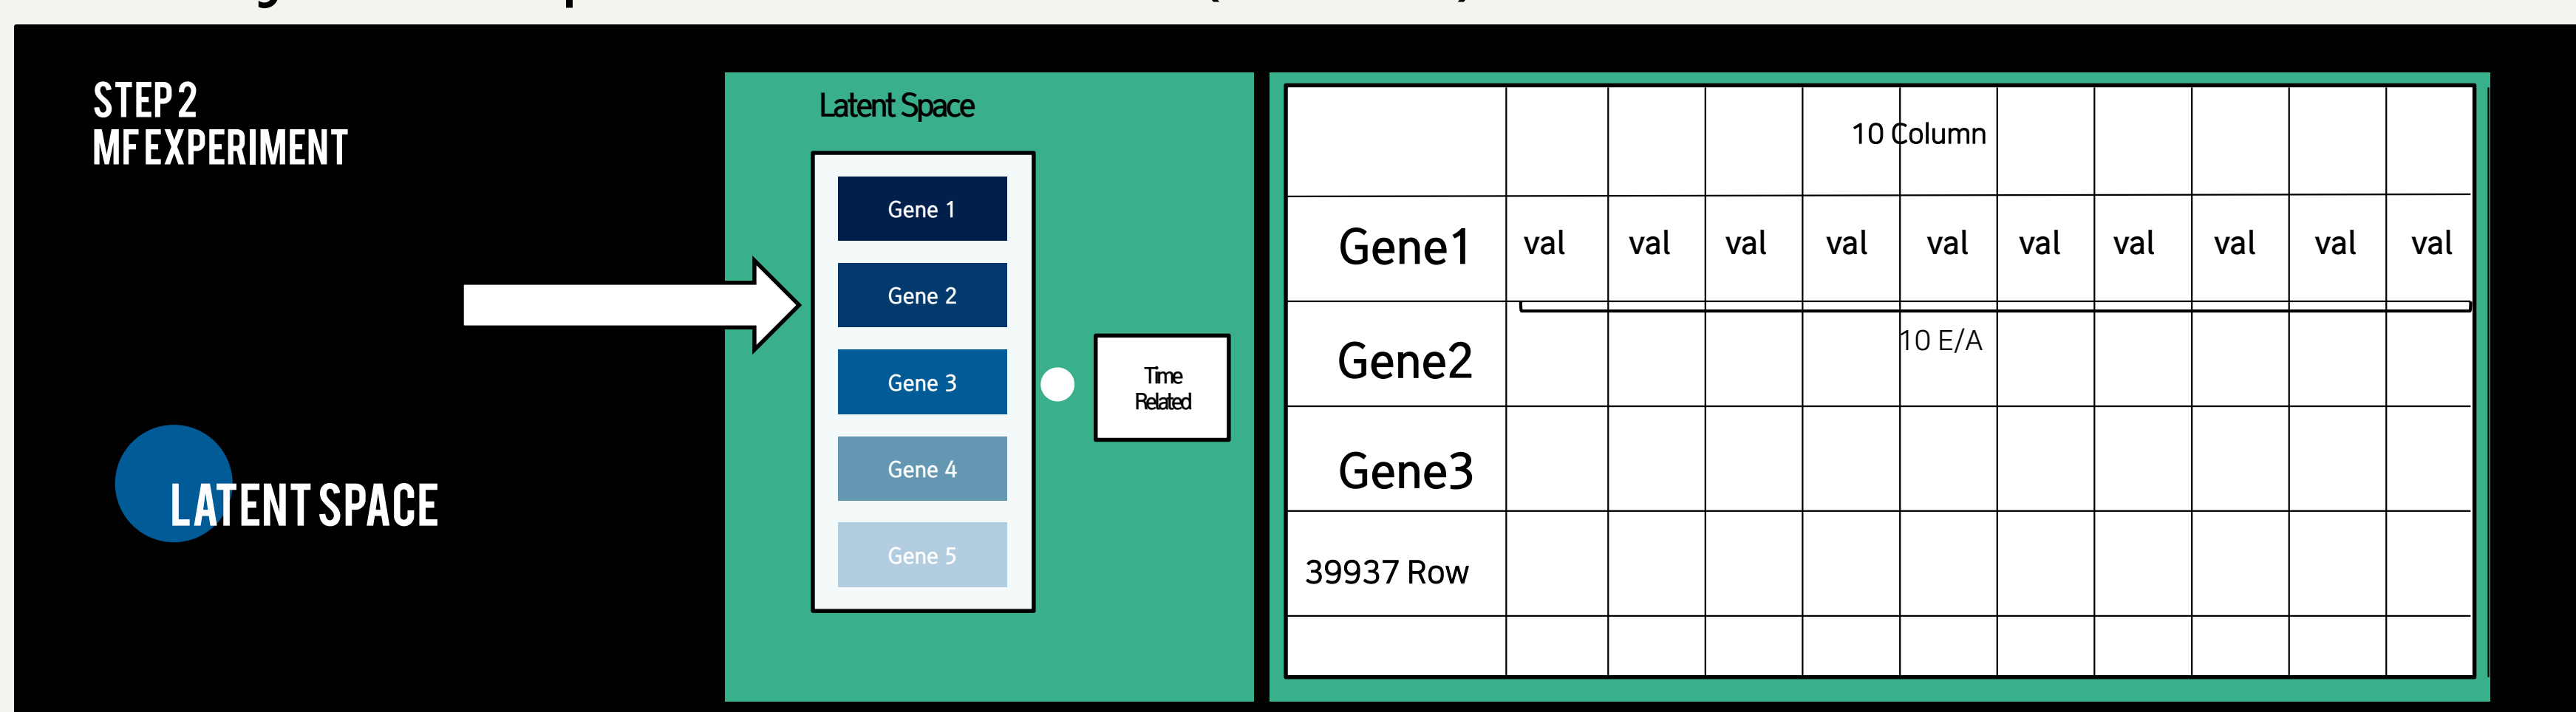 STEP 2
MF EXPERIMENT
LATENT SPACE
Latent Space
Gene 1
Gene 2
Gene 3
Gene 4
Gene 5
Time
Related
10 Column
Gene1 val val val val val val val val val val
10 E/A
Gene2
Gene3
39937 Row